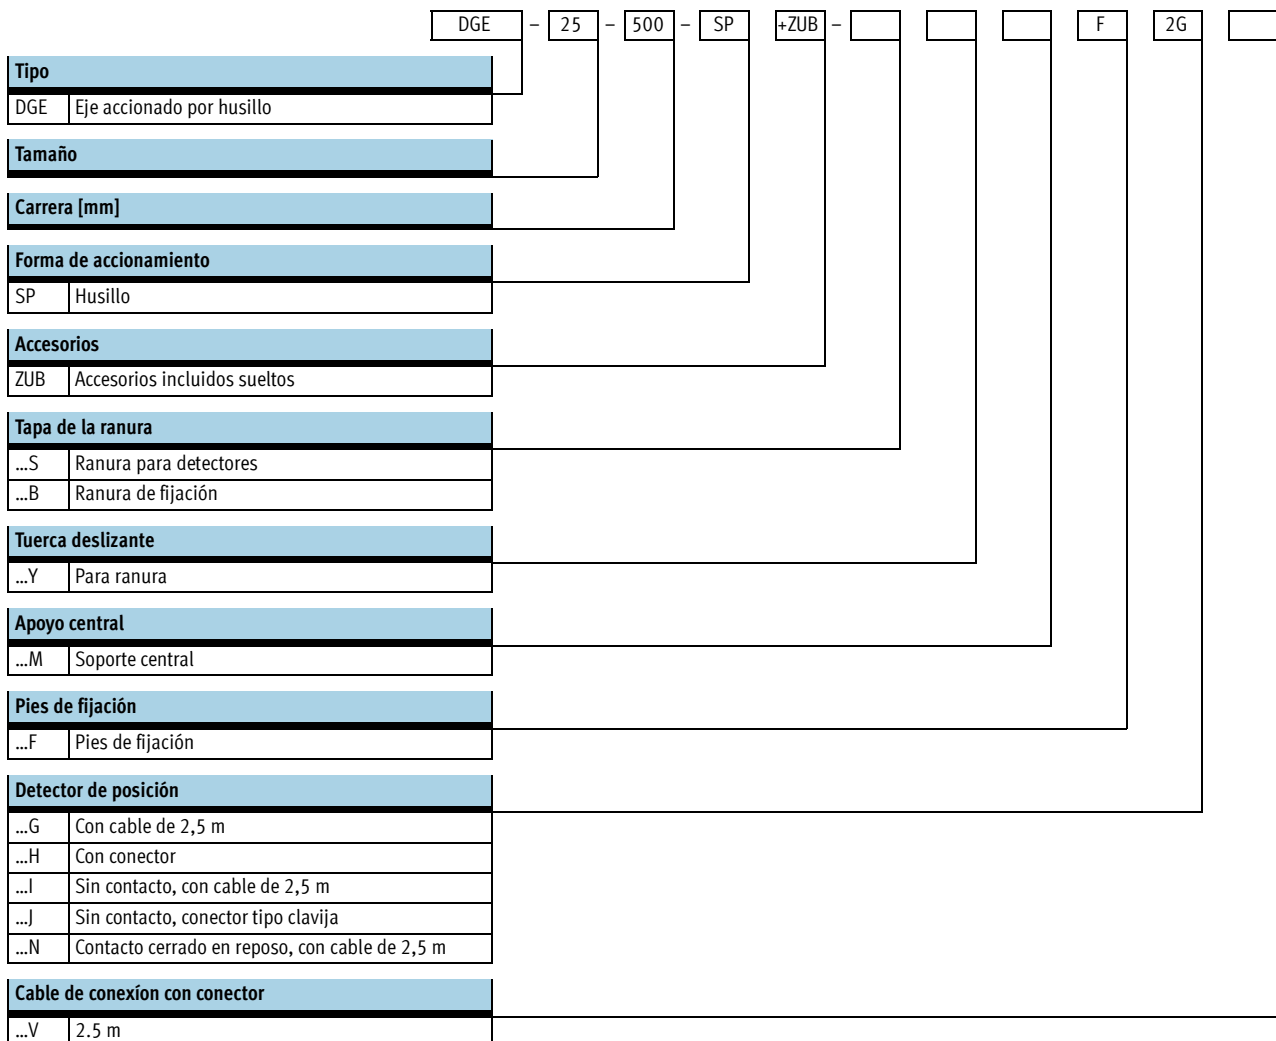 DGE – 25 – 500 – SP +ZUB – F 2G
Tipo
DGE Eje accionado por husillo
Tamaño
Carrera [mm]
Forma de accionamiento
SP Husillo
Accesorios
ZUB Accesorios incluidos sueltos
Tapa de la ranura
...S Ranura para detectores
...B Ranura de fijación
Tuerca deslizante
...Y Para ranura
Apoyo central
...M Soporte central
Pies de fijación
...F Pies de fijación
Detector de posición
...G Con cable de 2,5 m
...H Con conector
...I Sin contacto, con cable de 2,5 m
...J Sin contacto, conector tipo clavija
...N Contacto cerrado en reposo, con cable de 2,5 m
Cable de conexíon con conector
...V 2.5 m